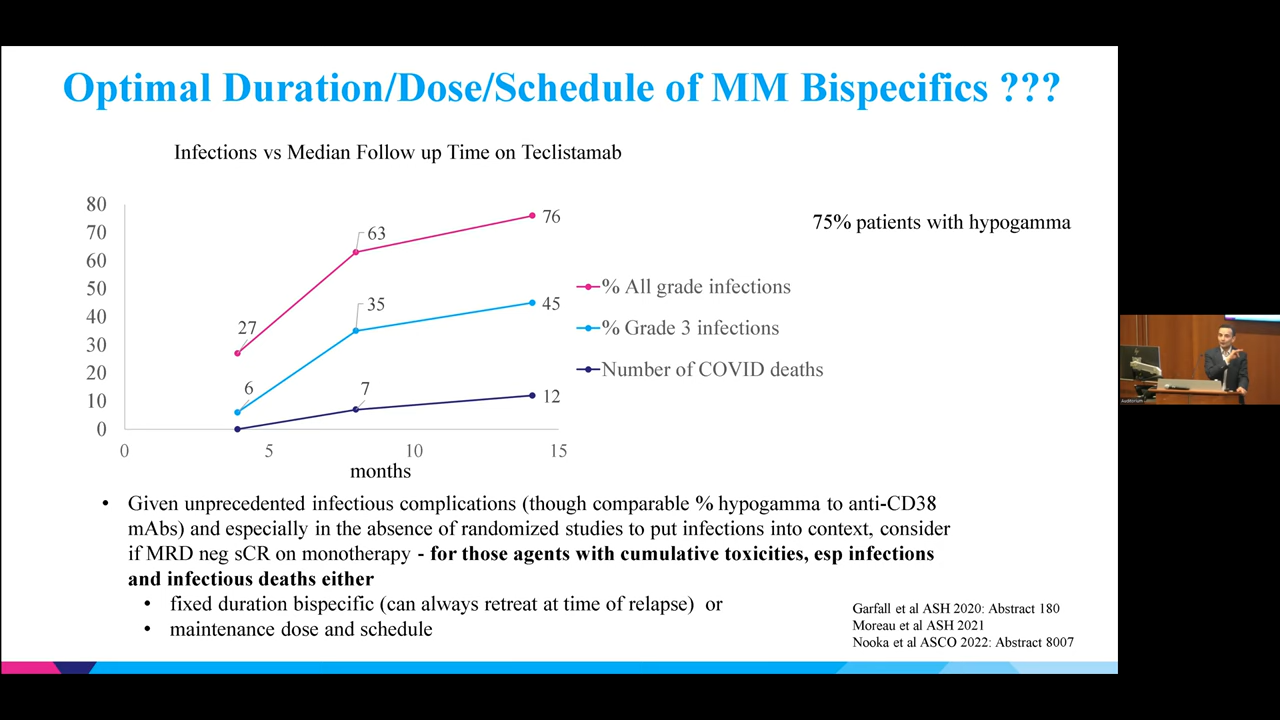 Optimal Duration/Dose/Schedule of MM Bispecifics ???
Infections vs Median Follow up Time on Teclistamab
75% patients with hypogamma
80
70
60
50
40
30
20
10
0
0
5
10
15
months
27
63
76
6
35
45
7
12
% All grade infections
% Grade 3 infections
Number of COVID deaths
• Given unprecedented infectious complications (though comparable % hypogamma to anti-CD38
mAbs) and especially in the absence of randomized studies to put infections into context, consider
if MRD neg sCR on monotherapy - for those agents with cumulative toxicities, esp infections
and infectious deaths either
• fixed duration bispecific (can always retreat at time of relapse) or
• maintenance dose and schedule
Garfall et al ASH 2020: Abstract 180
Moreau et al ASH 2021
Nooka et al ASCO 2022: Abstract 8007
Auditorium